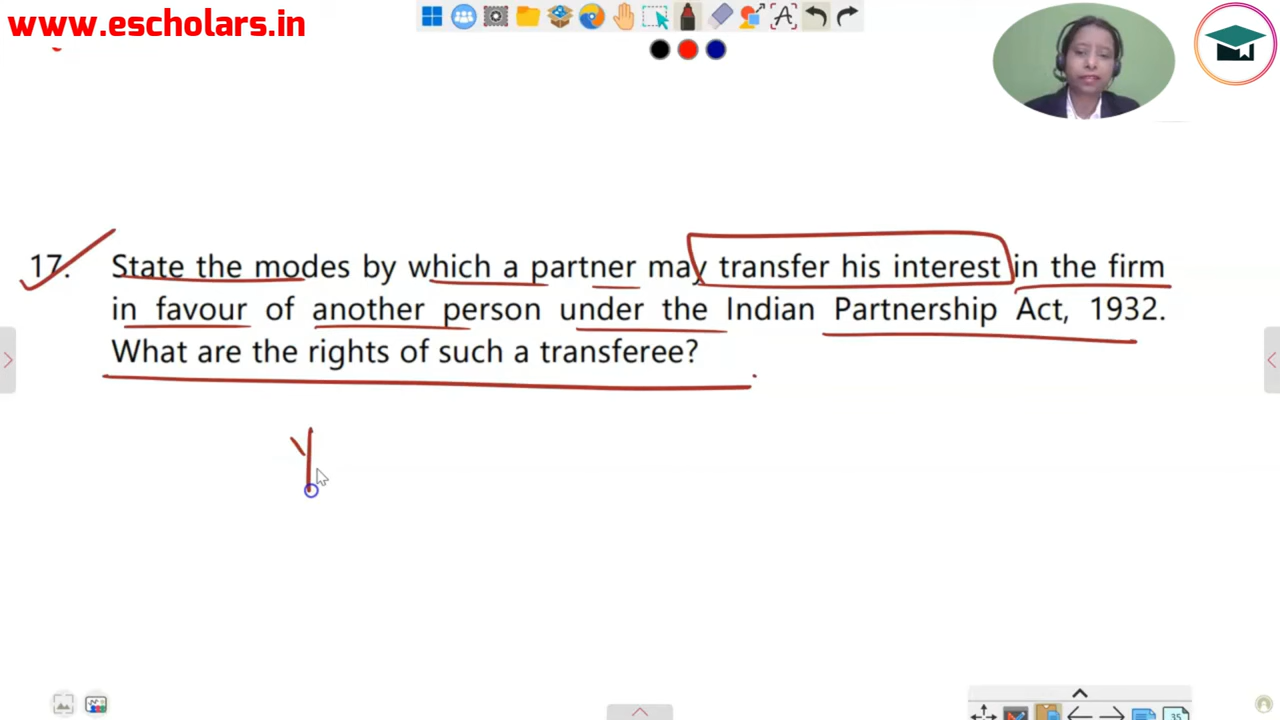 www.escholars.in
17. State the modes by which a partner may transfer his interest in the firm
in favour of another person under the Indian Partnership Act, 1932.
What are the rights of such a transferee?
Y
35